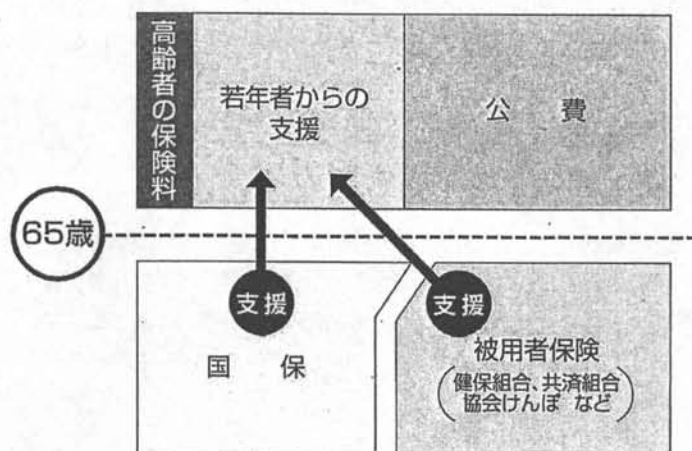 高齢者の保険料
若年者からの
支援
公　費
65歳
支援
支援
国　保
被用者保険
(健保組合、共済組合
協会けんぽ など)